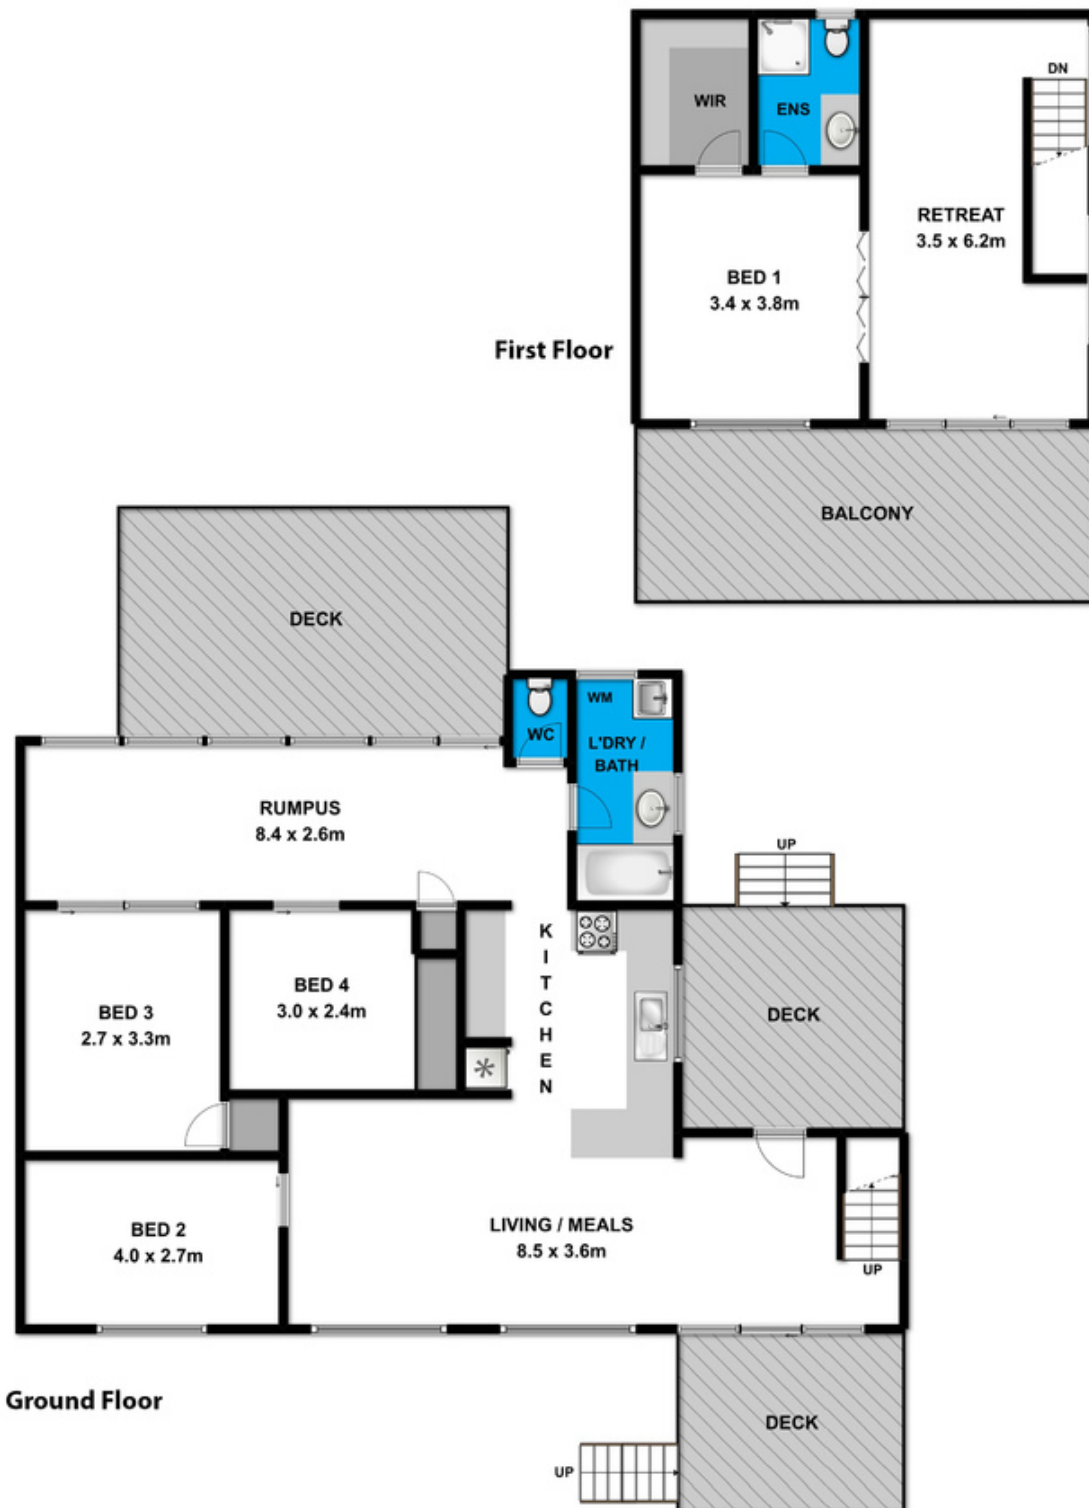 WIR
ENS
DN
RETREAT
3.5 x 6.2m
BED 1
3.4 x 3.8m
First Floor
BALCONY
DECK
WM
WC
L'DRY /
BATH
RUMPUS
8.4 x 2.6m
UP
KITCHEN
BED 4
3.0 x 2.4m
BED 3
2.7 x 3.3m
DECK
BED 2
4.0 x 2.7m
LIVING / MEALS
8.5 x 3.6m
UP
Ground Floor
DECK
UP